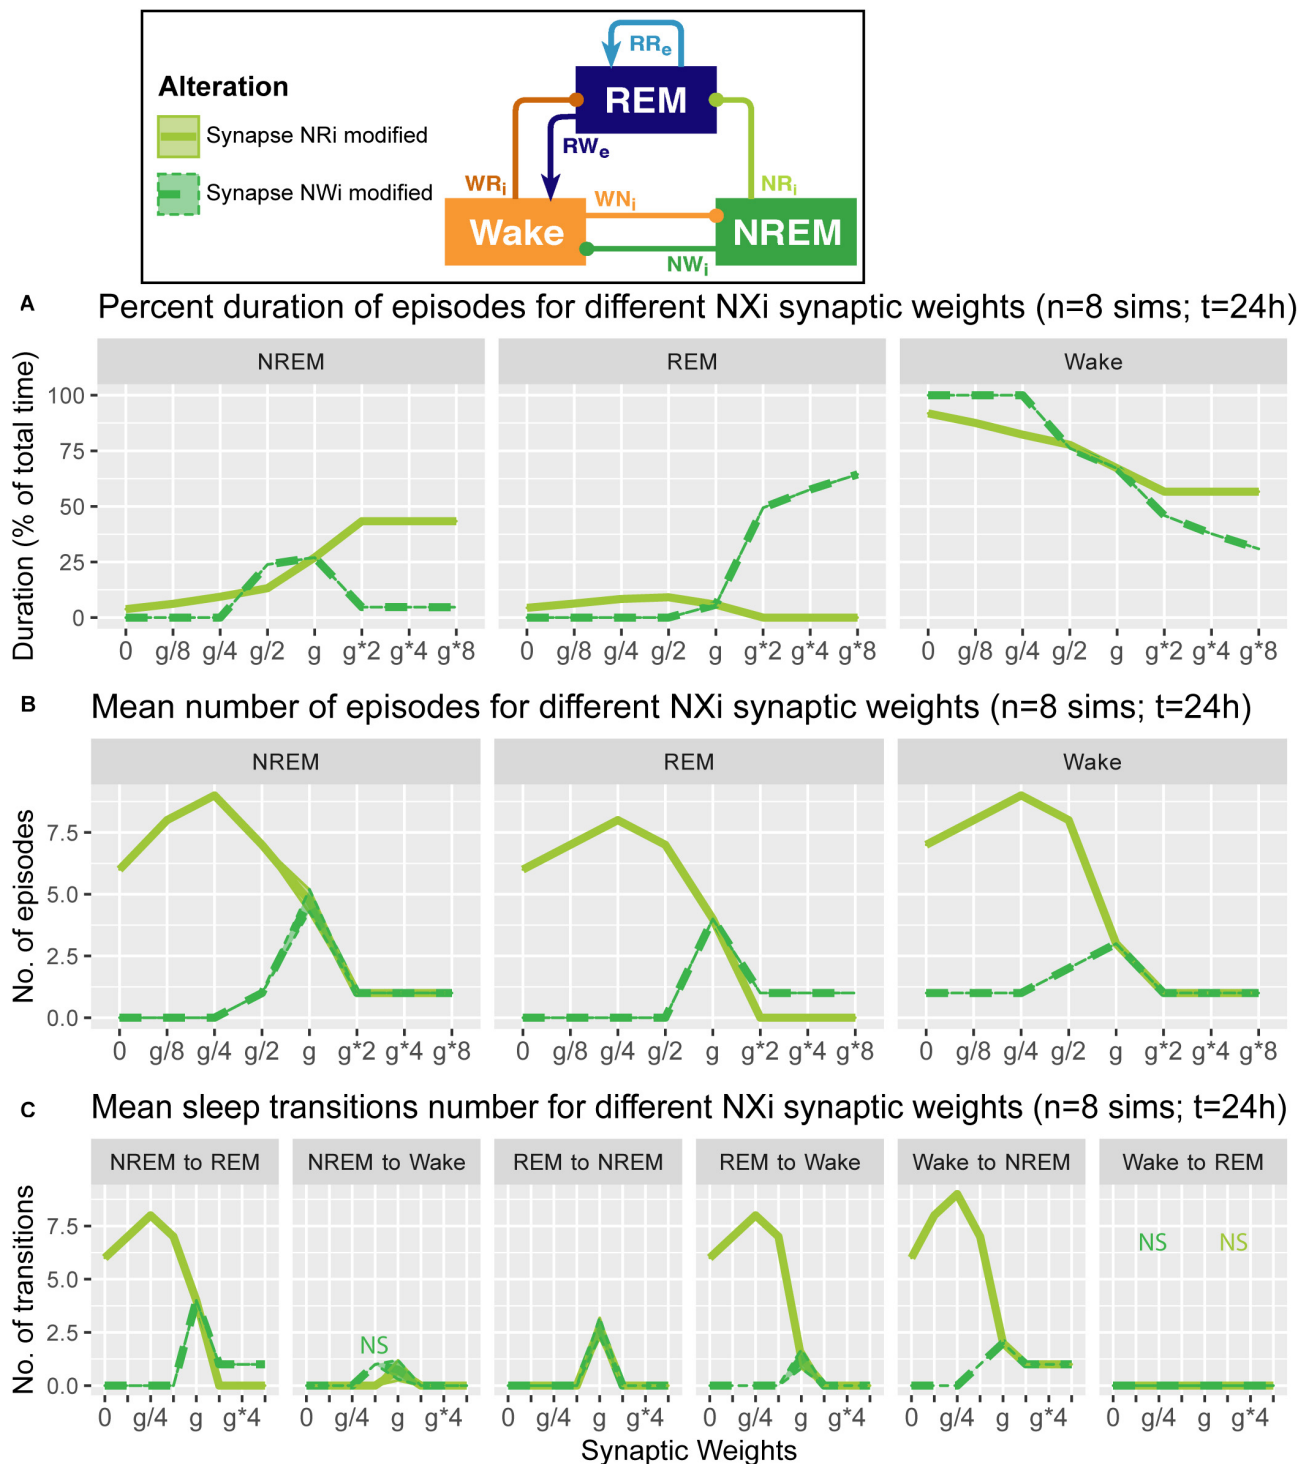 Alteration
Synapse NRi modified
Synapse NWi modified
RRe
REM
RWe
WRi
WNi
NRi
Wake
NREM
NWi
A Percent duration of episodes for different NXi synaptic weights (n=8 sims; t=24h)
NREM REM Wake
Duration (% of total time)
100
75
50
25
0
0 g/8 g/4 g/2 g g*2 g*4 g*8 0 g/8 g/4 g/2 g g*2 g*4 g*8 0 g/8 g/4 g/2 g g*2 g*4 g*8
B Mean number of episodes for different NXi synaptic weights (n=8 sims; t=24h)
NREM REM Wake
No. of episodes
7.5
5.0
2.5
0.0
0 g/8 g/4 g/2 g g*2 g*4 g*8 0 g/8 g/4 g/2 g g*2 g*4 g*8 0 g/8 g/4 g/2 g g*2 g*4 g*8
C Mean sleep transitions number for different NXi synaptic weights (n=8 sims; t=24h)
NREM to REM NREM to Wake REM to NREM REM to Wake Wake to NREM Wake to REM
No. of transitions
7.5
5.0
2.5
0.0
NS
NS NS
0 g/4 g g*4 0 g/4 g g*4 0 g/4 g g*4 0 g/4 g g*4 0 g/4 g g*4 0 g/4 g g*4
Synaptic Weights